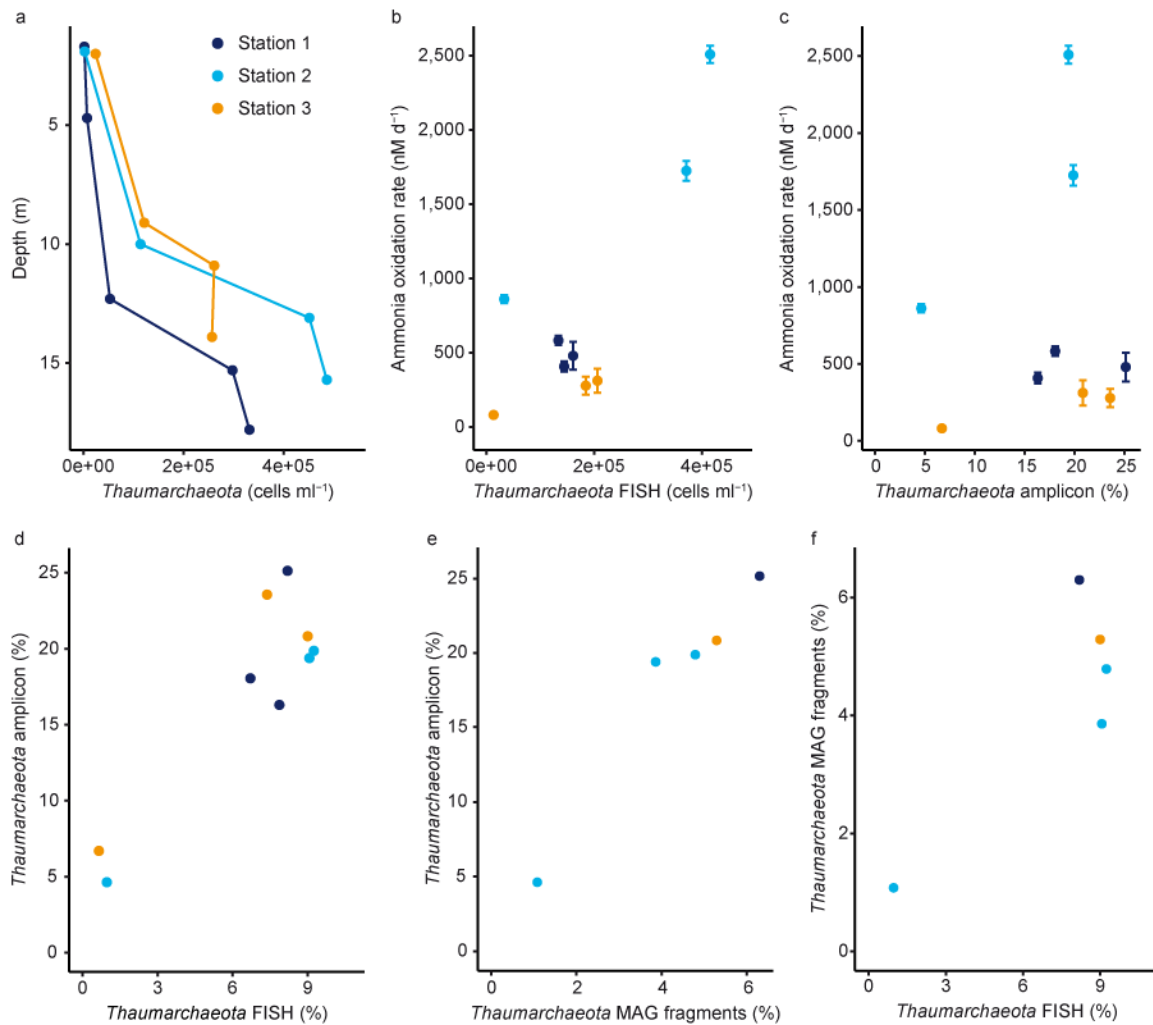 a
Station 1
Station 2
Station 3
5
10
15
Depth (m)
0e+00 2e+05 4e+05
Thaumarchaeota (cells ml⁻¹)
b
2,500
2,000
1,500
1,000
500
0
Ammonia oxidation rate (nM d⁻¹)
0e+00 2e+05 4e+05
Thaumarchaeota FISH (cells ml⁻¹)
c
2,500
2,000
1,500
1,000
500
0
Ammonia oxidation rate (nM d⁻¹)
0 5 10 15 20 25
Thaumarchaeota amplicon (%)
d
25
20
15
10
5
0
Thaumarchaeota amplicon (%)
0 3 6 9
Thaumarchaeota FISH (%)
e
25
20
15
10
5
0
Thaumarchaeota amplicon (%)
0 2 4 6
Thaumarchaeota MAG fragments (%)
f
6
4
2
0
Thaumarchaeota MAG fragments (%)
0 3 6 9
Thaumarchaeota FISH (%)